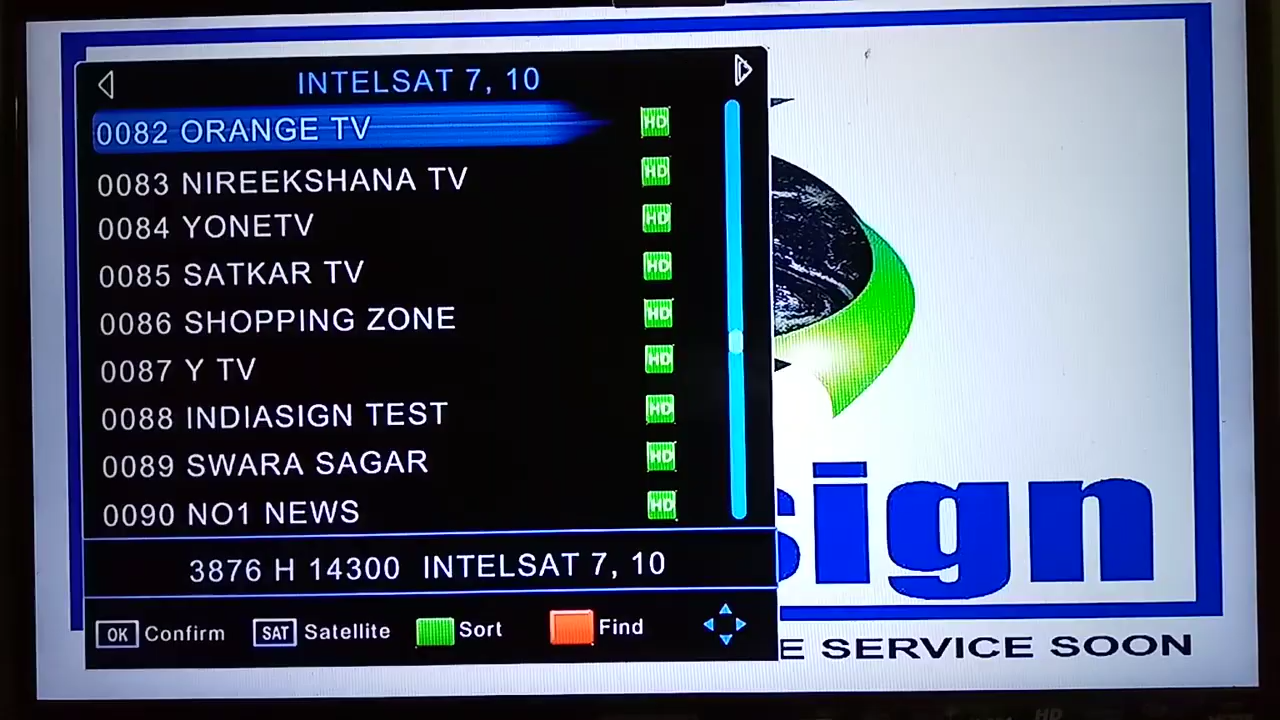 INTELSAT 7, 10
0082 ORANGE TV HD
0083 NIREEKSHANA TV HD
0084 YONETV HD
0085 SATKAR TV HD
0086 SHOPPING ZONE HD
0087 Y TV HD
0088 INDIASIGN TEST HD
0089 SWARA SAGAR HD
0090 NO1 NEWS HD
3876 H 14300 INTELSAT 7, 10
OK Confirm SAT Satellite Sort Find
sign
E SERVICE SOON
HD